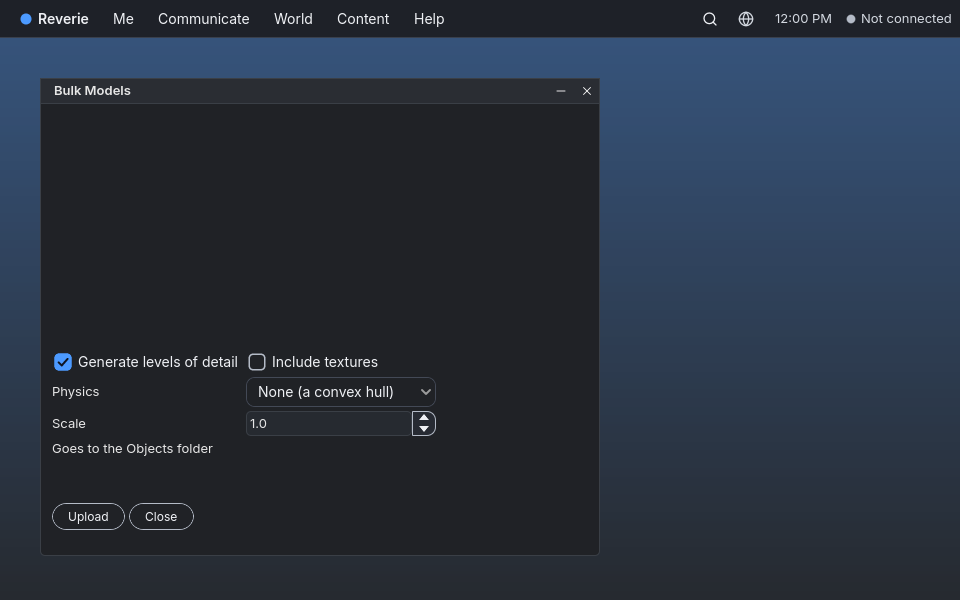 Reverie Me Communicate World Content Help 12:00 PM Not connected
Bulk Models
Generate levels of detail Include textures
Physics None (a convex hull)
Scale 1.0
Goes to the Objects folder
Upload Close